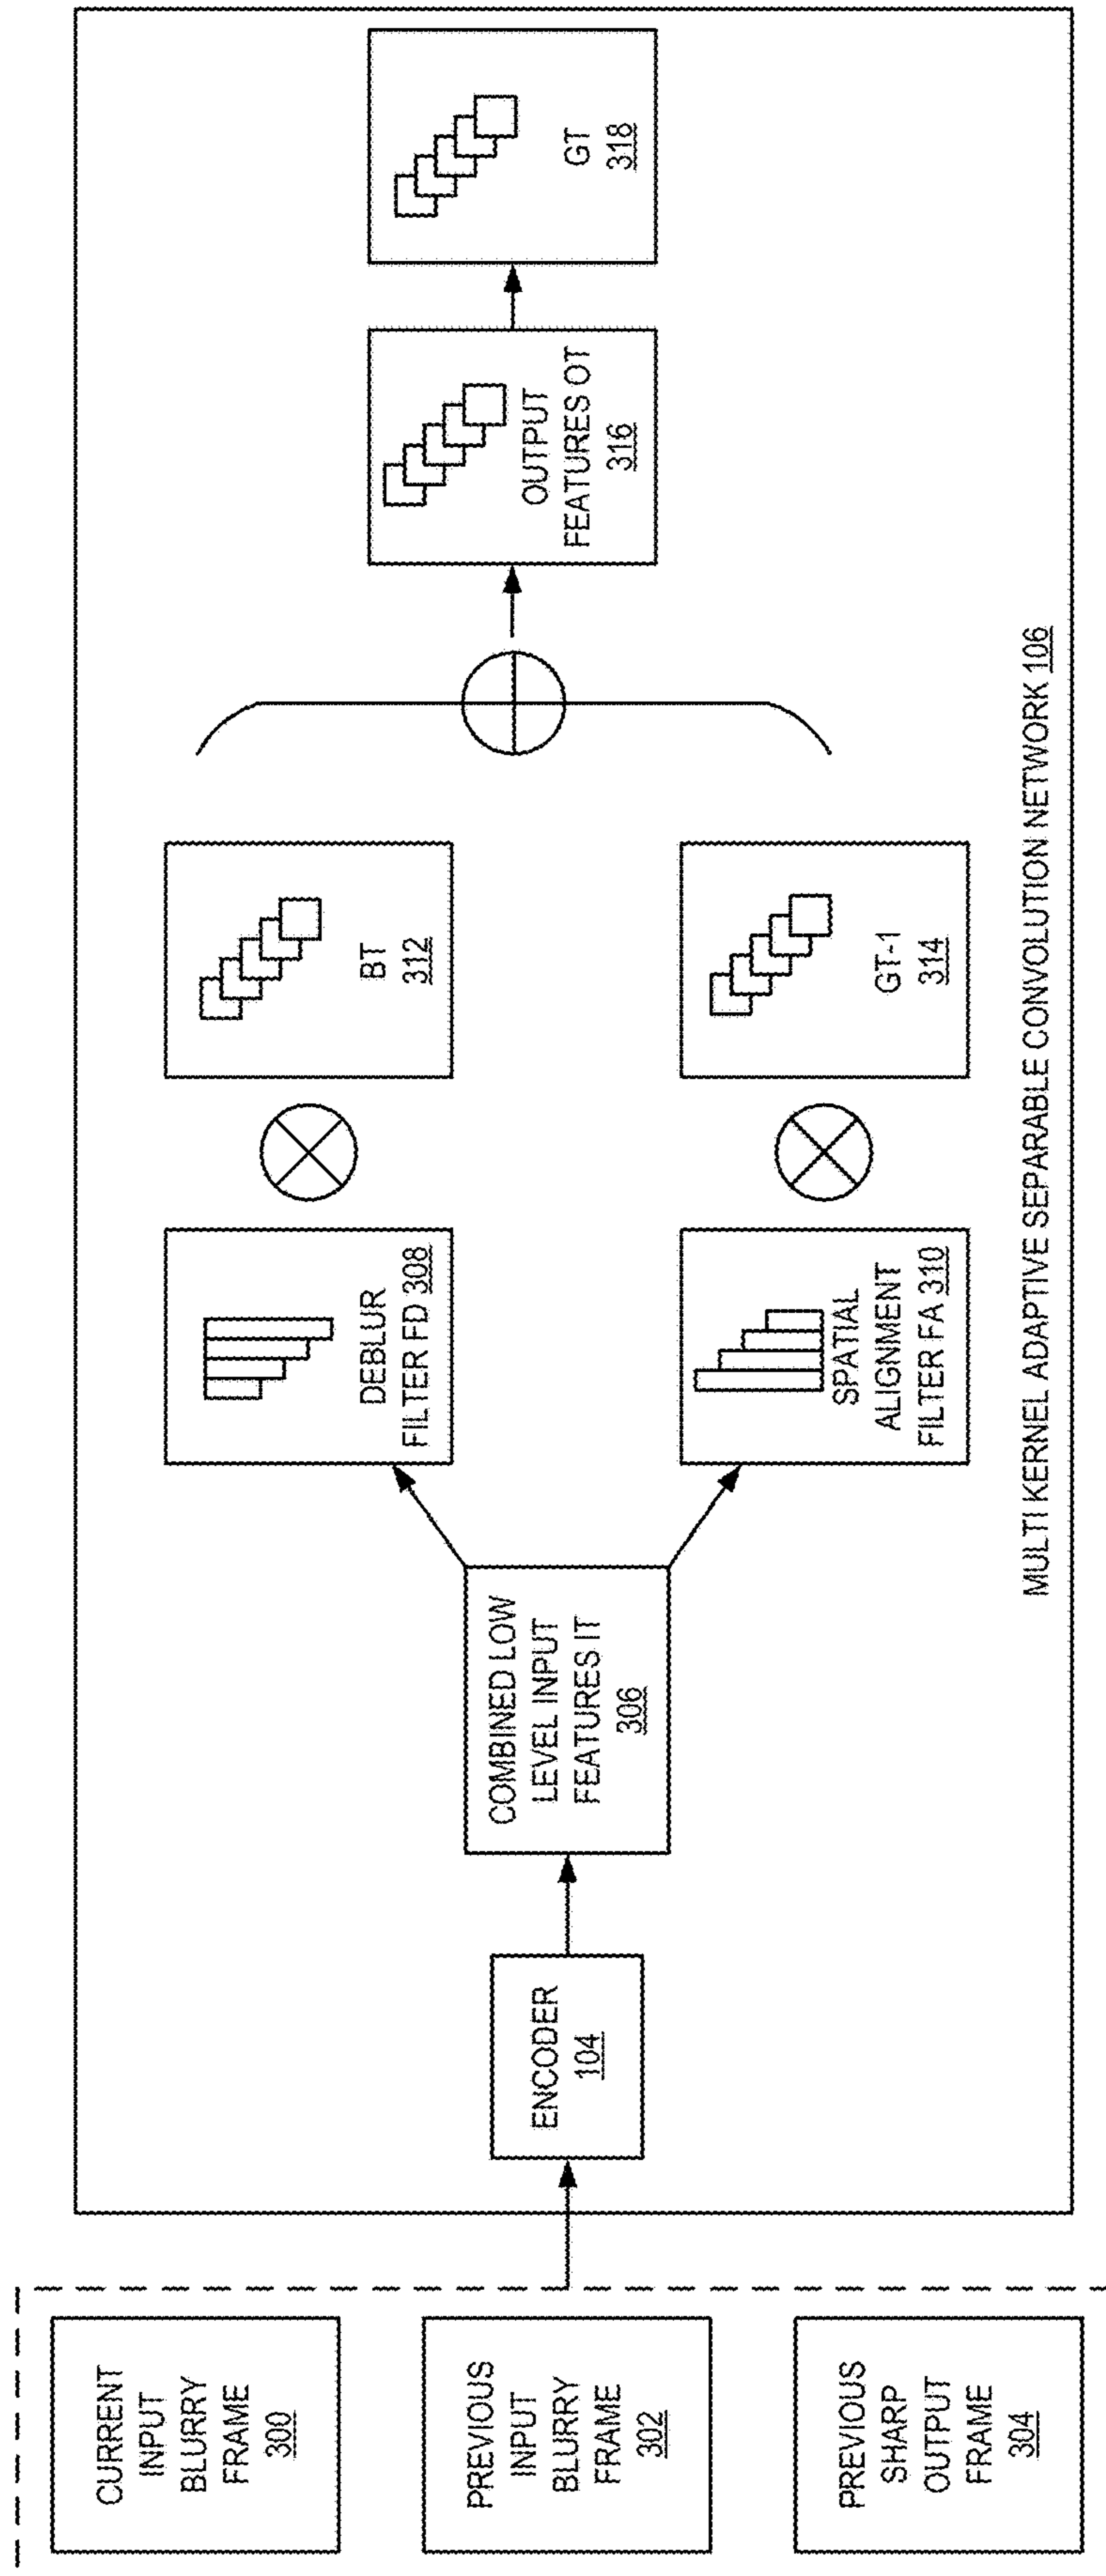 CURRENT
INPUT
BLURRY
FRAME
300
PREVIOUS
INPUT
BLURRY
FRAME
302
PREVIOUS
SHARP
OUTPUT
FRAME
304
ENCODER
104
COMBINED LOW
LEVEL INPUT
FEATURES IT
306
DEBLUR
FILTER FD 308
SPATIAL
ALIGNMENT
FILTER FA 310
BT
312
GT-1
314
OUTPUT
FEATURES OT
316
GT
318
MULTI KERNEL ADAPTIVE SEPARABLE CONVOLUTION NETWORK 106